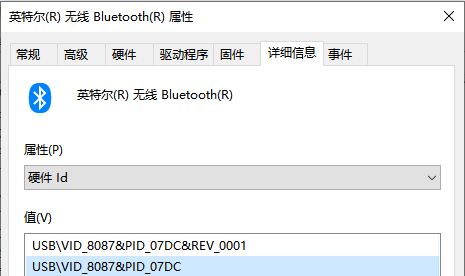 英特尔(R) 无线 Bluetooth(R) 属性
常规 高级 硬件 驱动程序 固件 详细信息 事件
英特尔(R) 无线 Bluetooth(R)
属性(P)
硬件 Id
值(V)
USB\VID_8087&PID_07DC&REV_0001
USB\VID_8087&PID_07DC